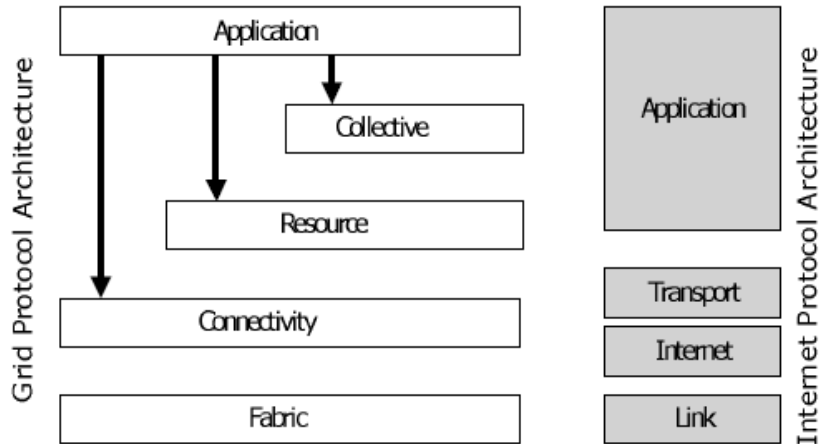 Grid Protocol Architecture
Application
Collective
Resource
Connectivity
Fabric
Application
Transport
Internet
Link
Internet Protocol Architecture